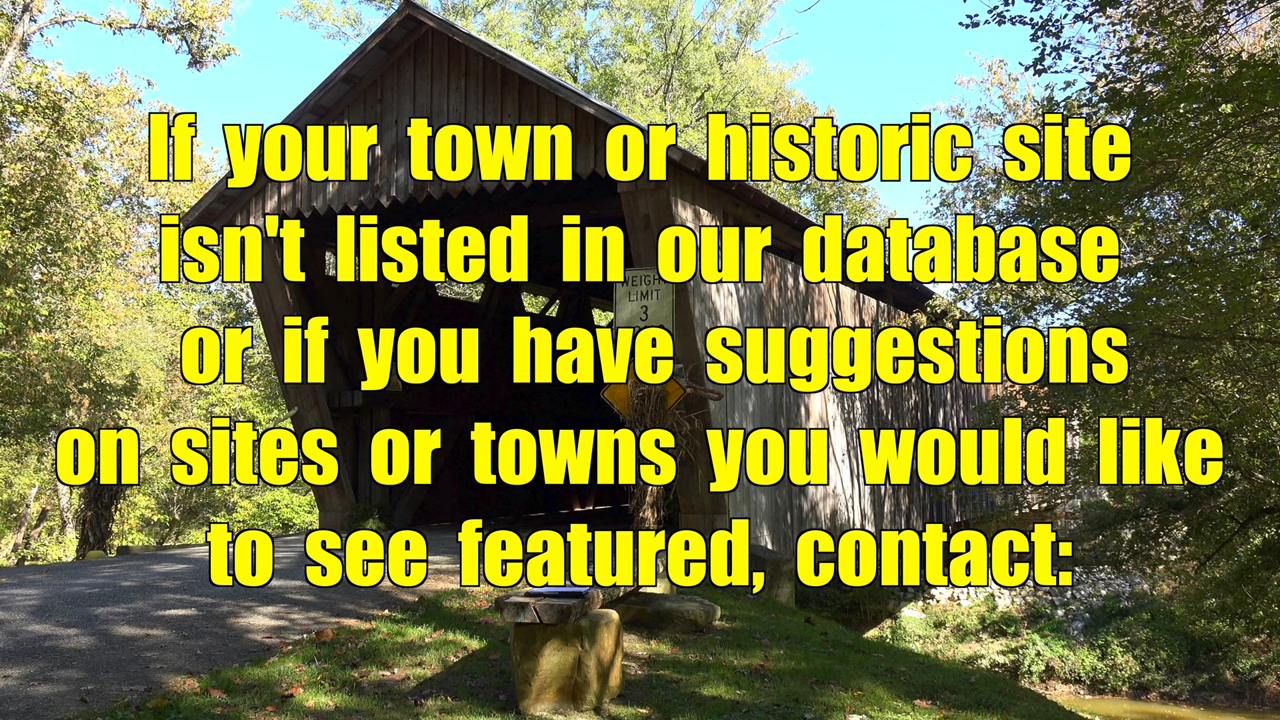 If your town or historic site
isn't listed in our database
or if you have suggestions
on sites or towns you would like
to see featured, contact:
WEIGHT
LIMIT
3